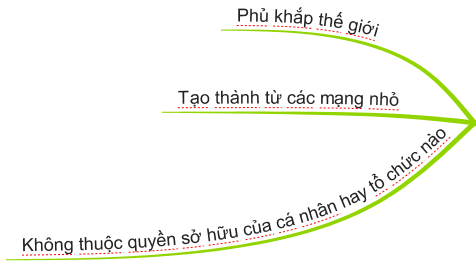 Phủ khắp thế giới
Tạo thành từ các mạng nhỏ
Không thuộc quyền sở hữu của cá nhân hay tổ chức nào